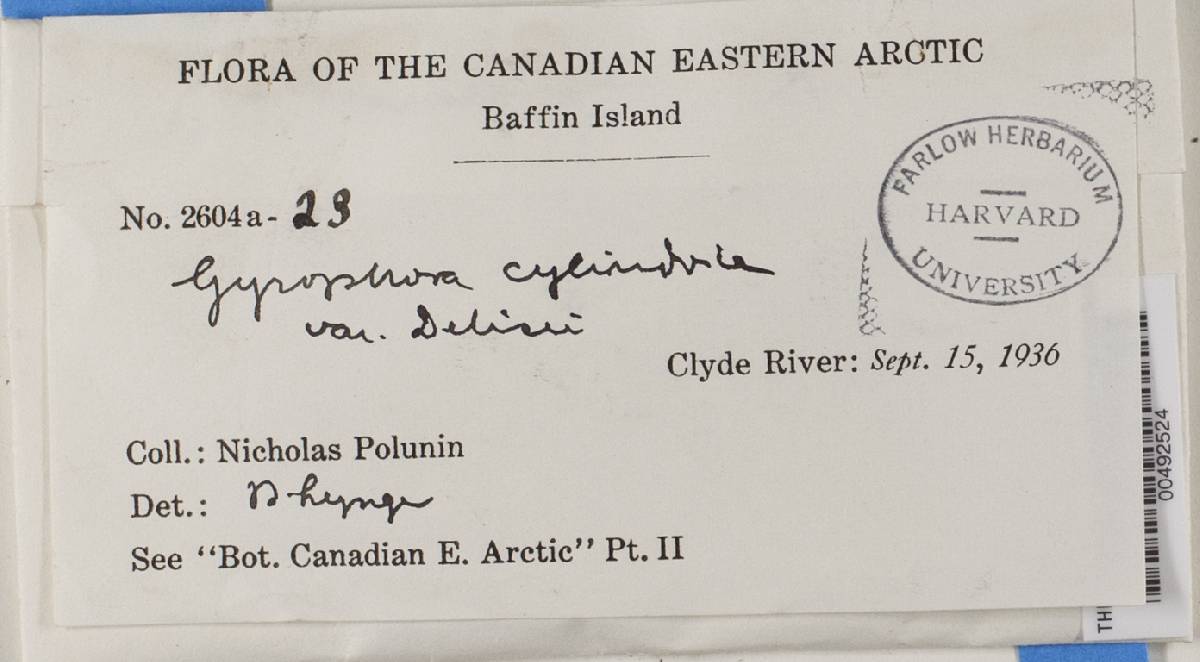 FLORA OF THE CANADIAN EASTERN ARCTIC
Baffin Island
FARLOW HERBARIUM
HARVARD
UNIVERSITY
No. 2604a- 23
Gyrophora cylindrica
var. Delisei
Clyde River: Sept. 15, 1936
Coll.: Nicholas Polunin
Det.: Lynge
See "Bot. Canadian E. Arctic" Pt. II
00492524